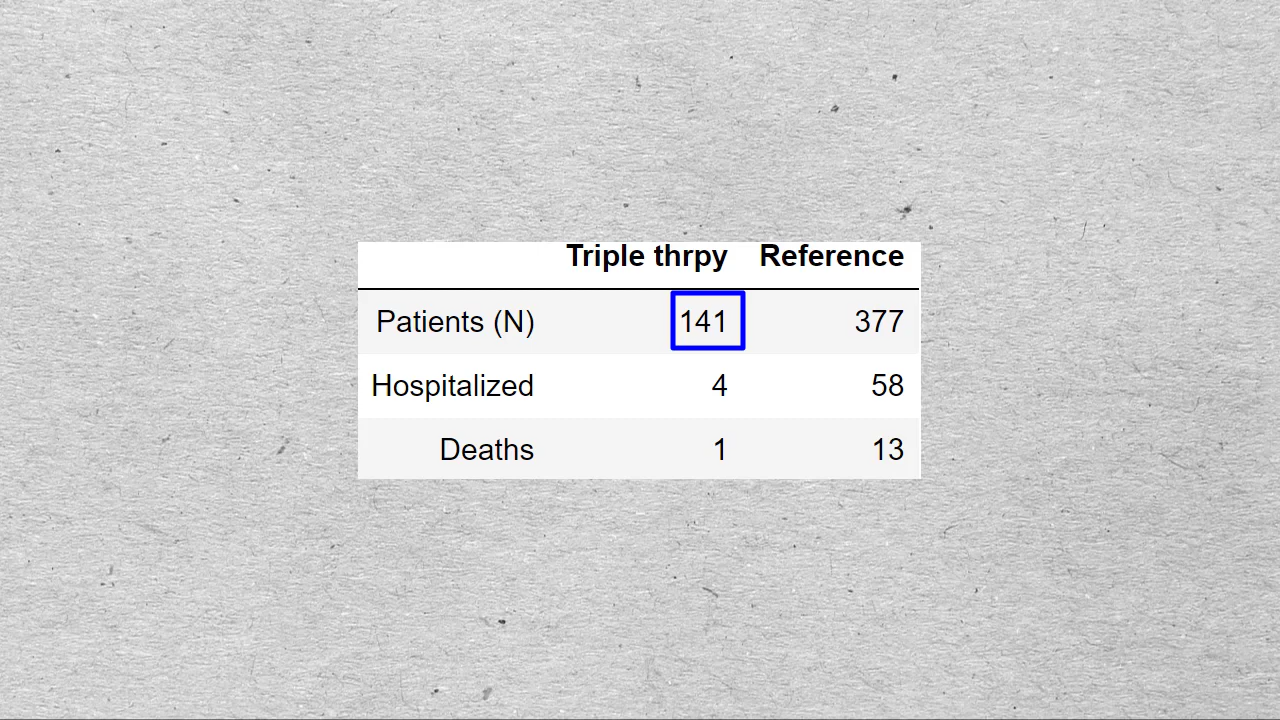 Triple thrpy Reference
Patients (N) 141 377
Hospitalized 4 58
Deaths 1 13